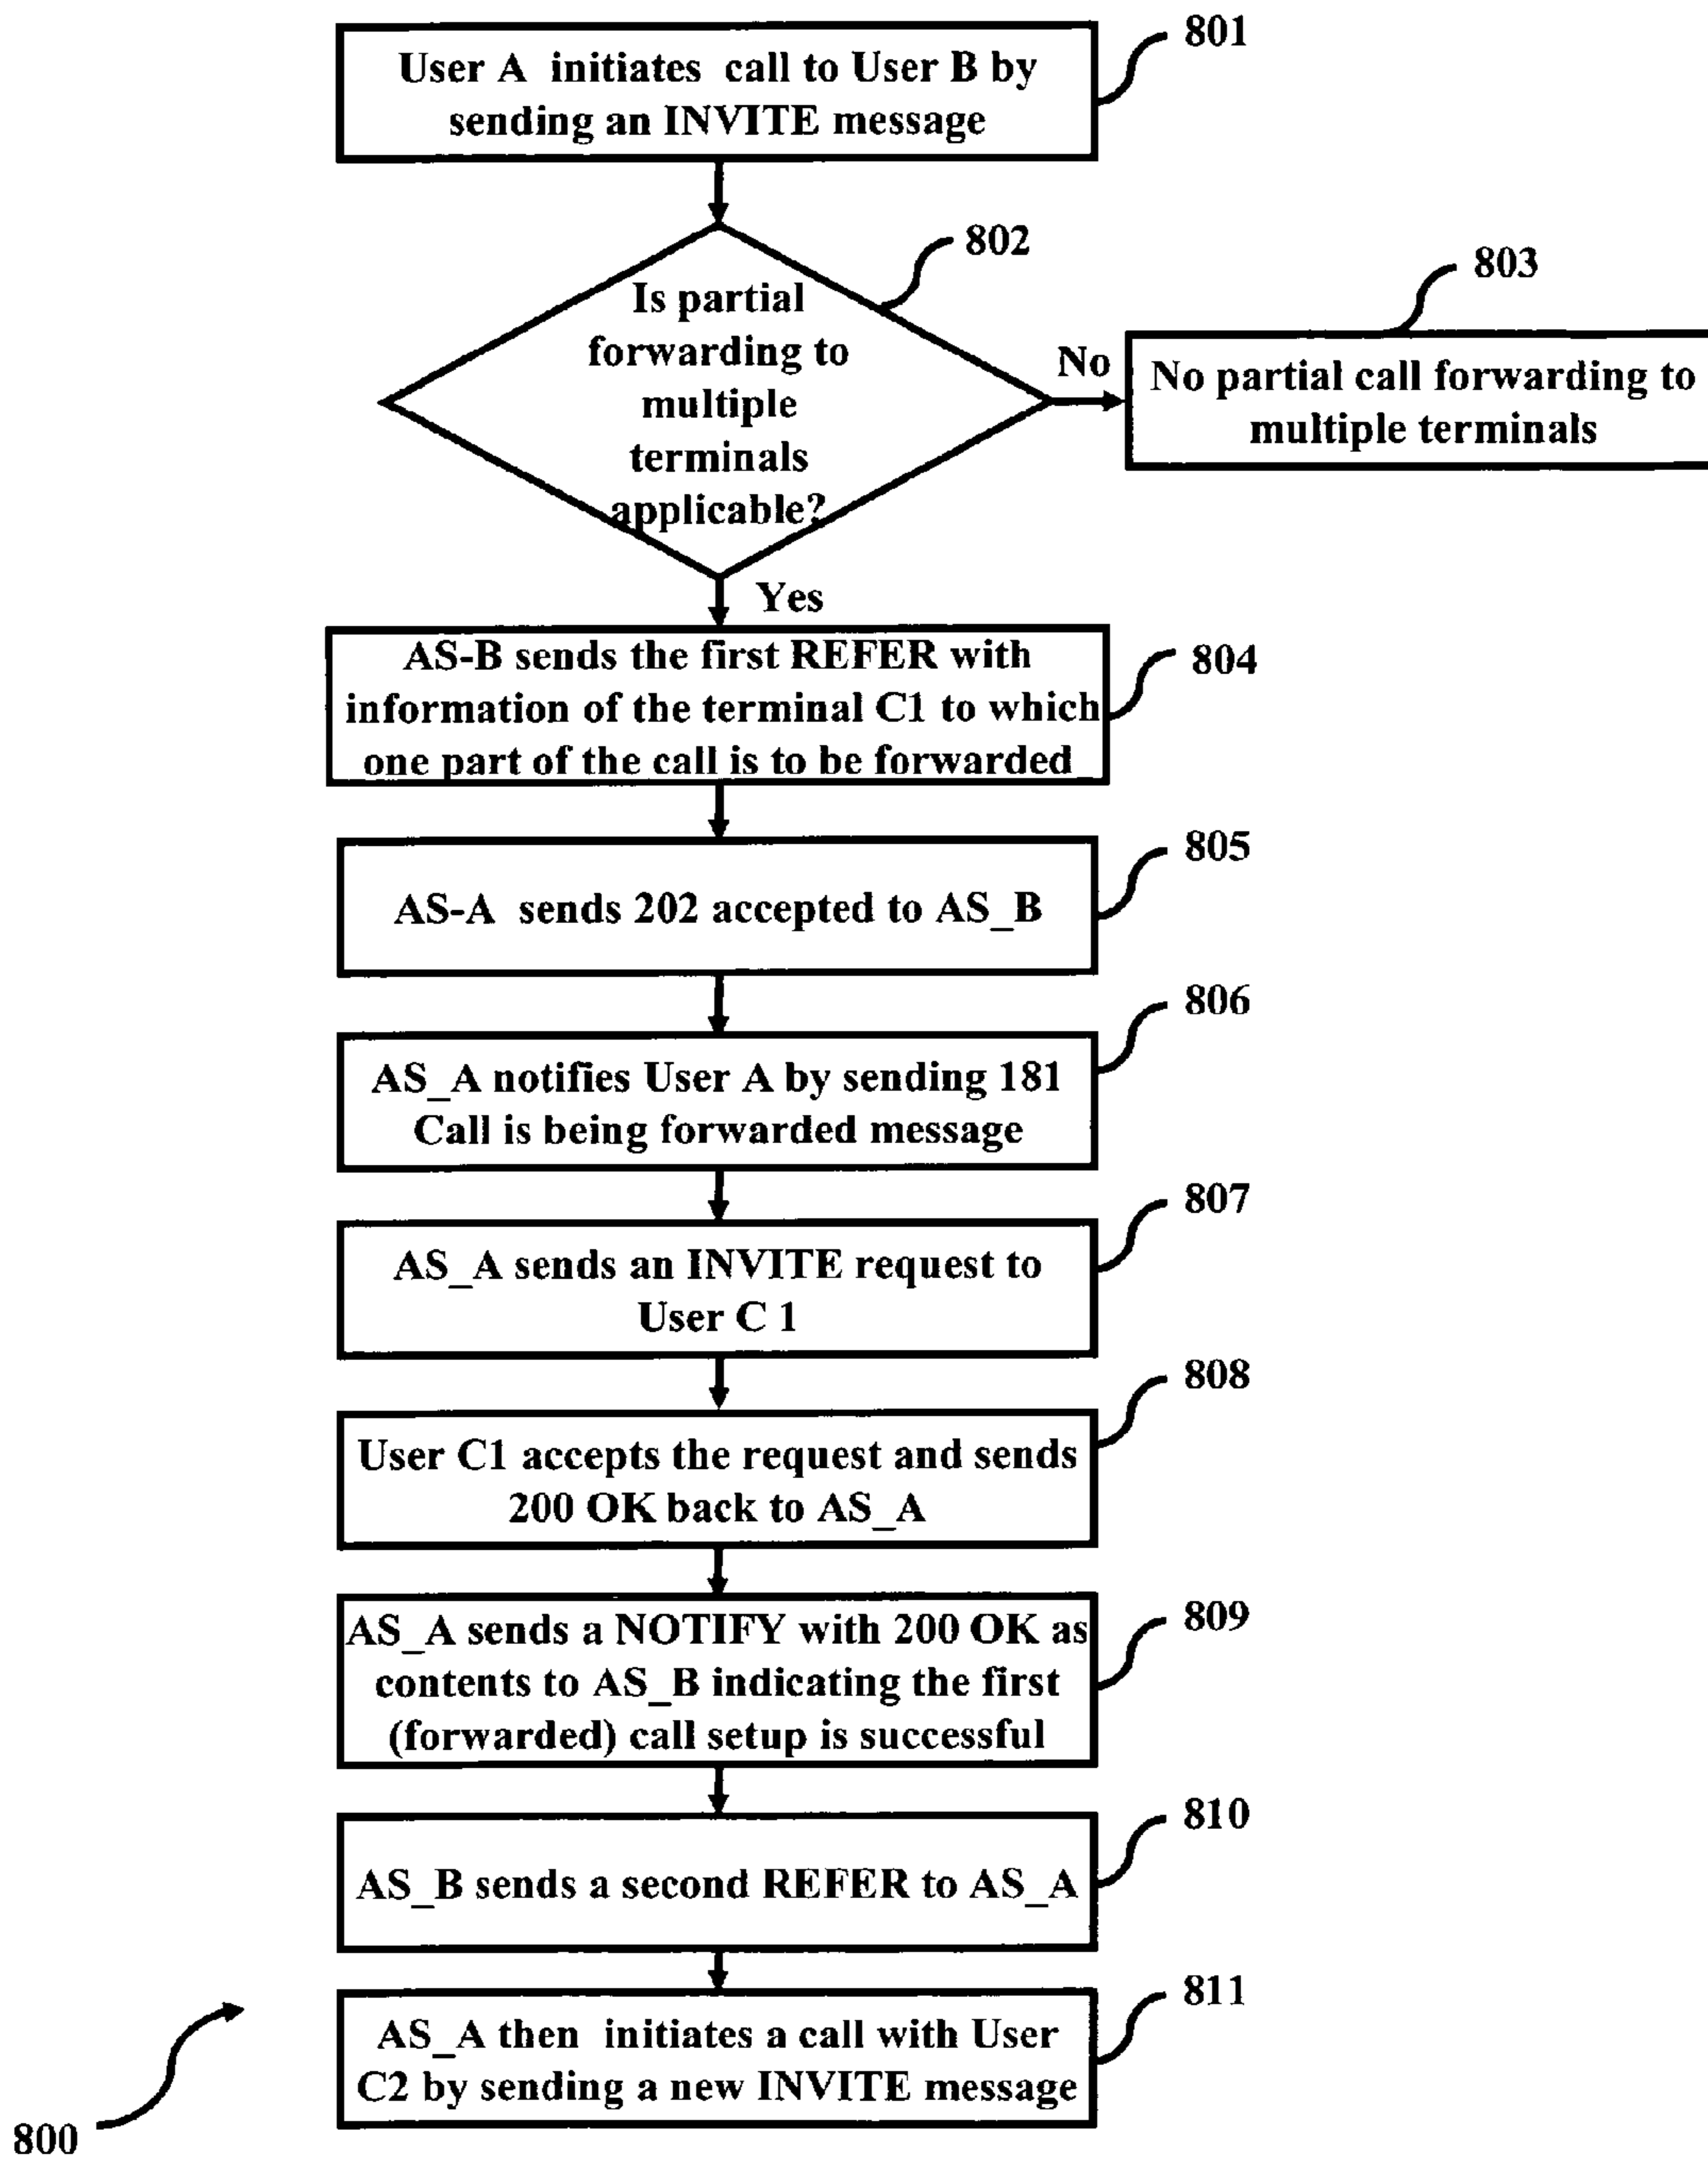 801
User A initiates call to User B by
sending an INVITE message
802
Is partial
forwarding to
multiple
terminals
applicable?
803
No
No partial call forwarding to
multiple terminals
Yes
804
AS-B sends the first REFER with
information of the terminal C1 to which
one part of the call is to be forwarded
805
AS-A sends 202 accepted to AS_B
806
AS_A notifies User A by sending 181
Call is being forwarded message
807
AS_A sends an INVITE request to
User C 1
808
User C1 accepts the request and sends
200 OK back to AS_A
809
AS_A sends a NOTIFY with 200 OK as
contents to AS_B indicating the first
(forwarded) call setup is successful
810
AS_B sends a second REFER to AS_A
811
AS_A then initiates a call with User
C2 by sending a new INVITE message
800